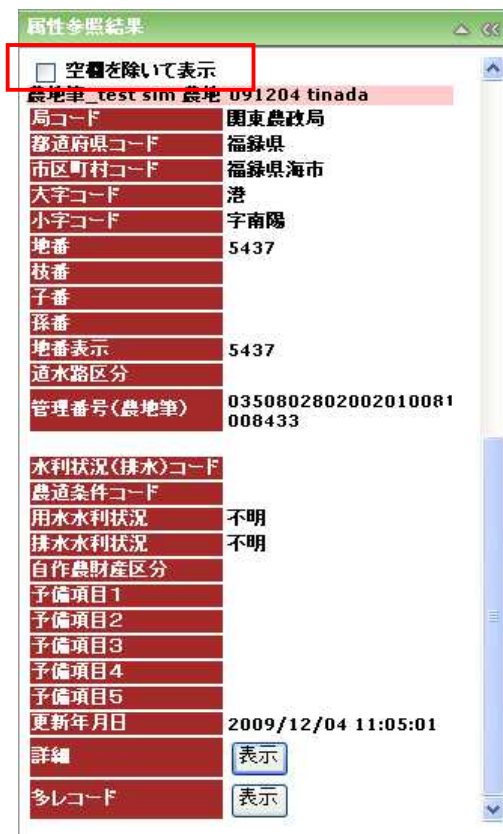 属性参照結果
空欄を除いて表示
農地筆_test sim 農地 091204 tinada
局コード 関東農政局
都道府県コード 福録県
市区町村コード 福録県海市
大字コード 港
小字コード 字南陽
地番 5437
枝番
子番
孫番
地番表示 5437
道水路区分
管理番号(農地筆) 0350802802002010081
008433
水利状況(排水)コード
農道条件コード
用水水利状況 不明
排水水利状況 不明
自作農財産区分
予備項目1
予備項目2
予備項目3
予備項目4
予備項目5
更新年月日 2009/12/04 11:05:01
詳細 表示
多レコード 表示